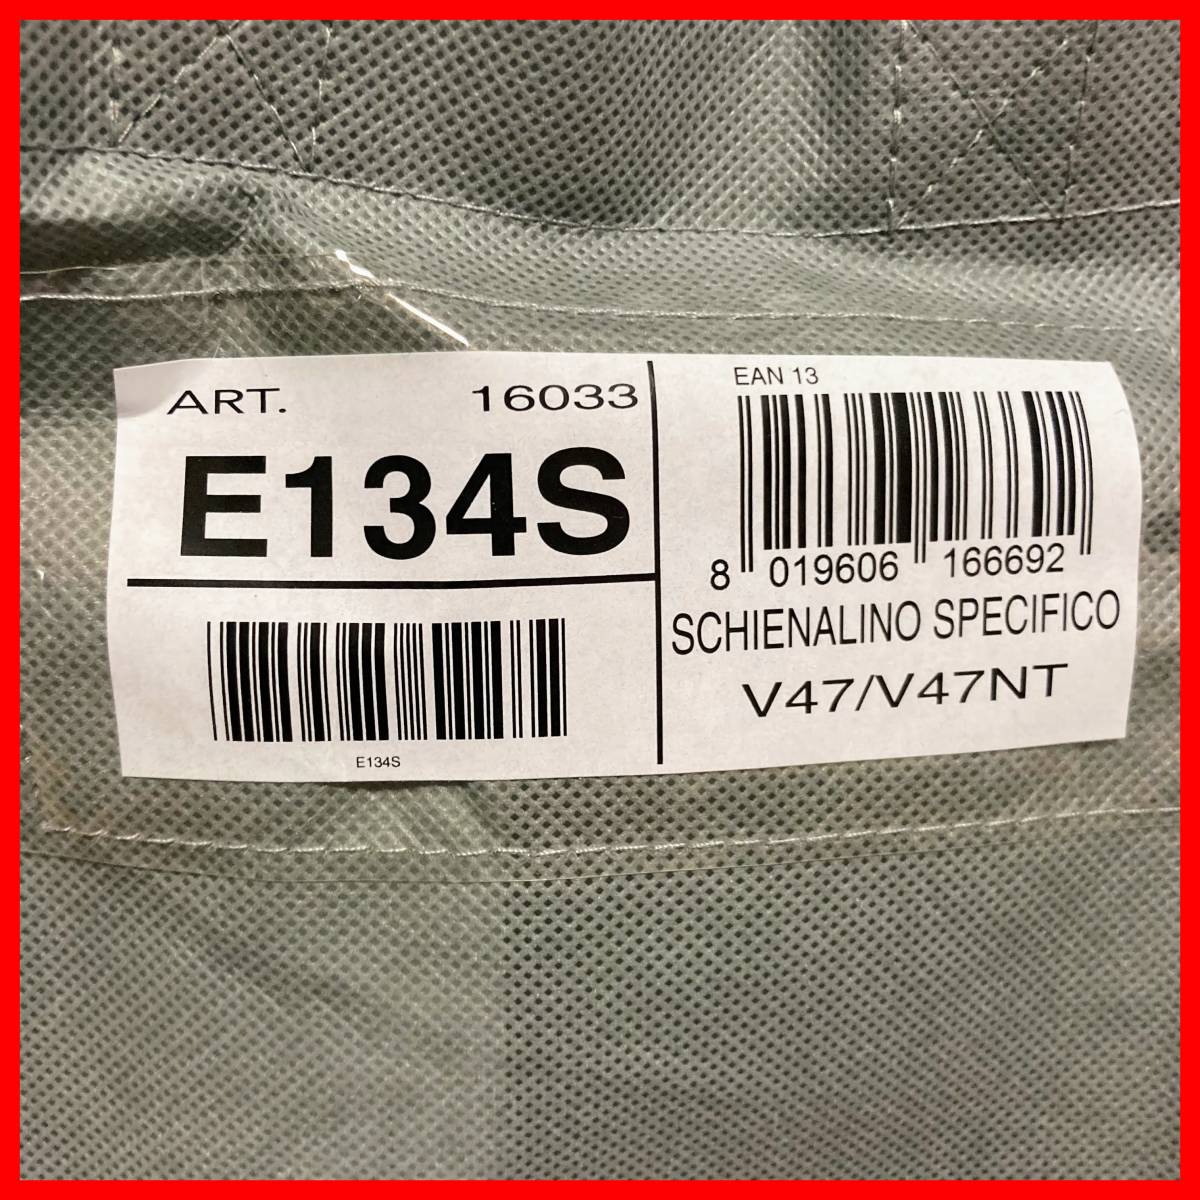 ART. 16033
E134S
E134S
EAN 13
8 019606 166692
SCHIENALINO SPECIFICO
V47/V47NT